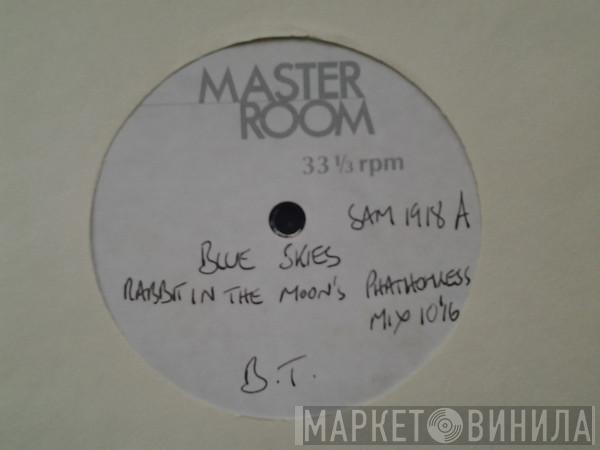 MASTER
ROOM
33 1/3 rpm
SAM 1918 A
BLUE SKIES
RABBIT IN THE MOON'S PHATHOMLESS
MIX 10'16
B.T.
МАРКЕТ ВИНИЛА